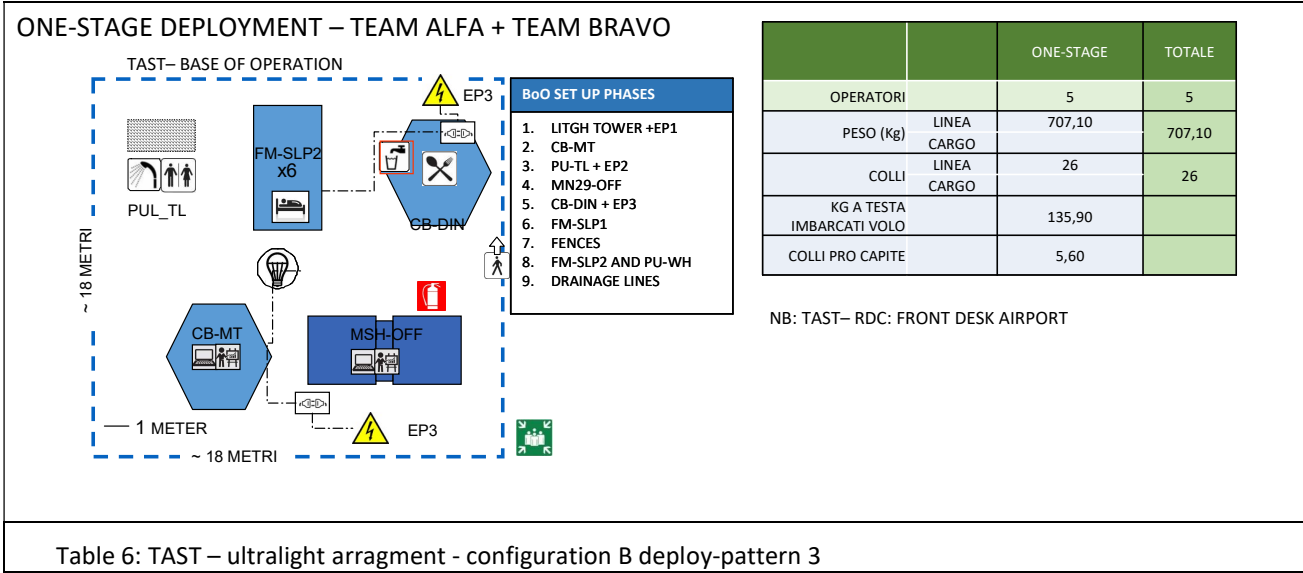 ONE-STAGE DEPLOYMENT – TEAM ALFA + TEAM BRAVO
TAST– BASE OF OPERATION
EP3
FM-SLP2
x6
CB-DIN
PUL_TL
~ 18 METRI
CB-MT
MSH-OFF
EP3
1 METER
~ 18 METRI
BoO SET UP PHASES
1. LITGH TOWER +EP1
2. CB-MT
3. PU-TL + EP2
4. MN29-OFF
5. CB-DIN + EP3
6. FM-SLP1
7. FENCES
8. FM-SLP2 AND PU-WH
9. DRAINAGE LINES
ONE-STAGE TOTALE
OPERATORI 5 5
PESO (Kg) LINEA 707,10 707,10
CARGO
COLLI LINEA 26 26
CARGO
KG A TESTA
IMBARCATI VOLO 135,90
COLLI PRO CAPITE 5,60
NB: TAST– RDC: FRONT DESK AIRPORT
Table 6: TAST – ultralight arragment - configuration B deploy-pattern 3